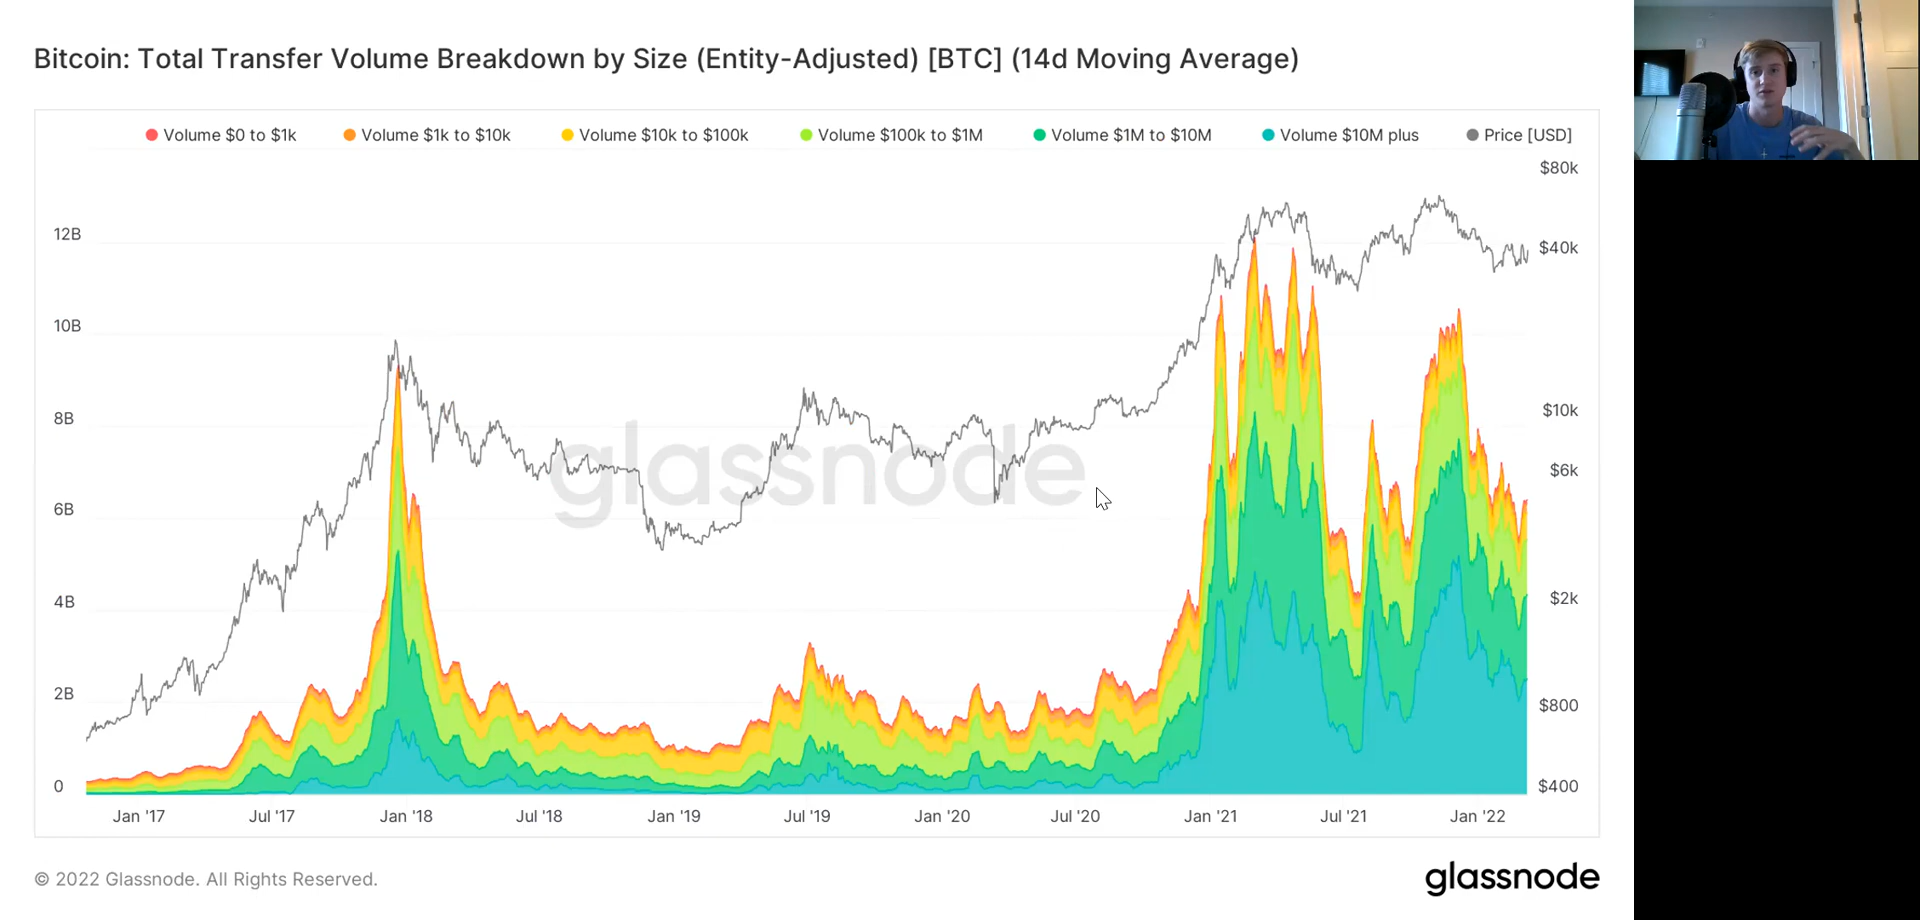 Bitcoin: Total Transfer Volume Breakdown by Size (Entity-Adjusted) [BTC] (14d Moving Average)
Volume $0 to $1k Volume $1k to $10k Volume $10k to $100k Volume $100k to $1M Volume $1M to $10M Volume $10M plus Price [USD]
$80k
12B
$40k
10B
$10k
8B
glassnode
$6k
6B
4B
$2k
2B
$800
0
$400
Jan '17 Jul '17 Jan '18 Jul '18 Jan '19 Jul '19 Jan '20 Jul '20 Jan '21 Jul '21 Jan '22
© 2022 Glassnode. All Rights Reserved.
glassnode